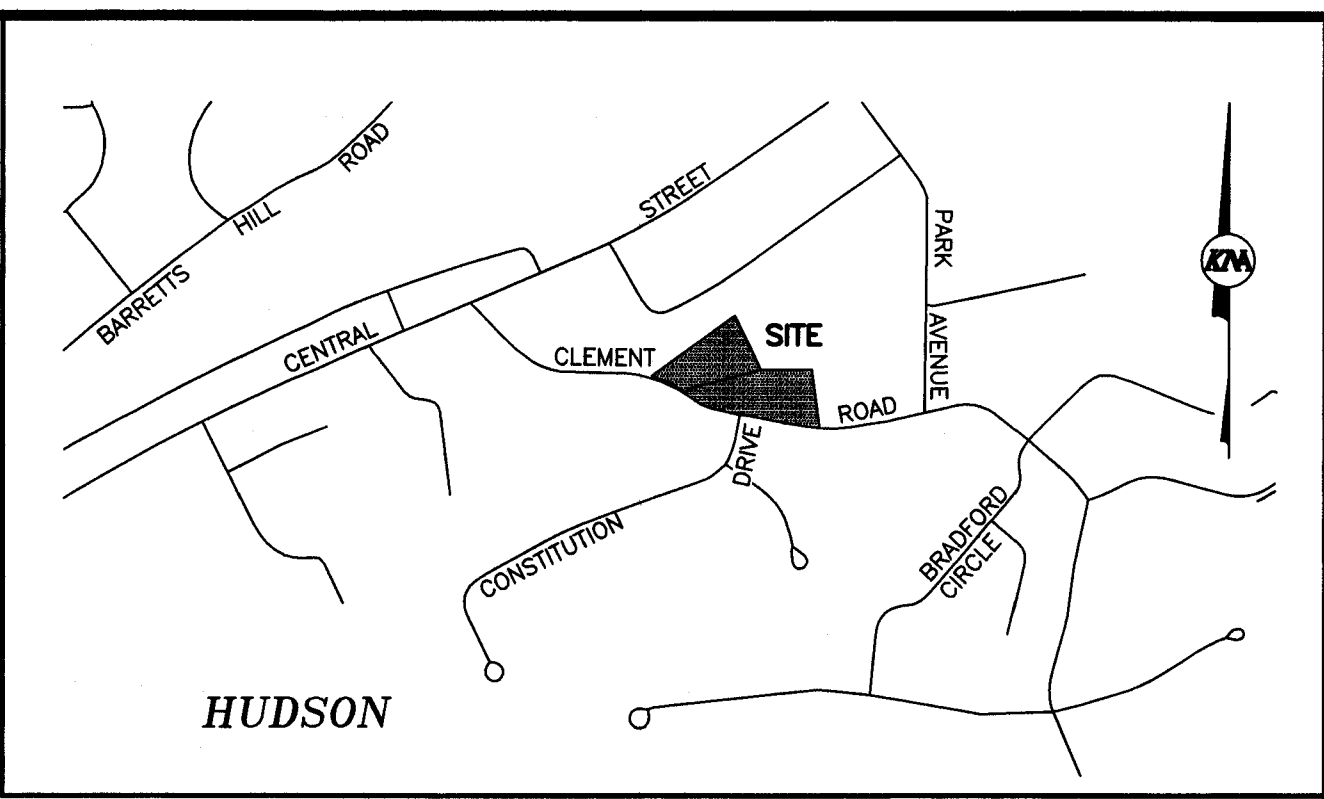 ROAD
HILL
BARRETTS
STREET
CENTRAL
PARK
AVENUE
KNA
SITE
CLEMENT
ROAD
DRIVE
CONSTITUTION
BRADFORD
CIRCLE
HUDSON